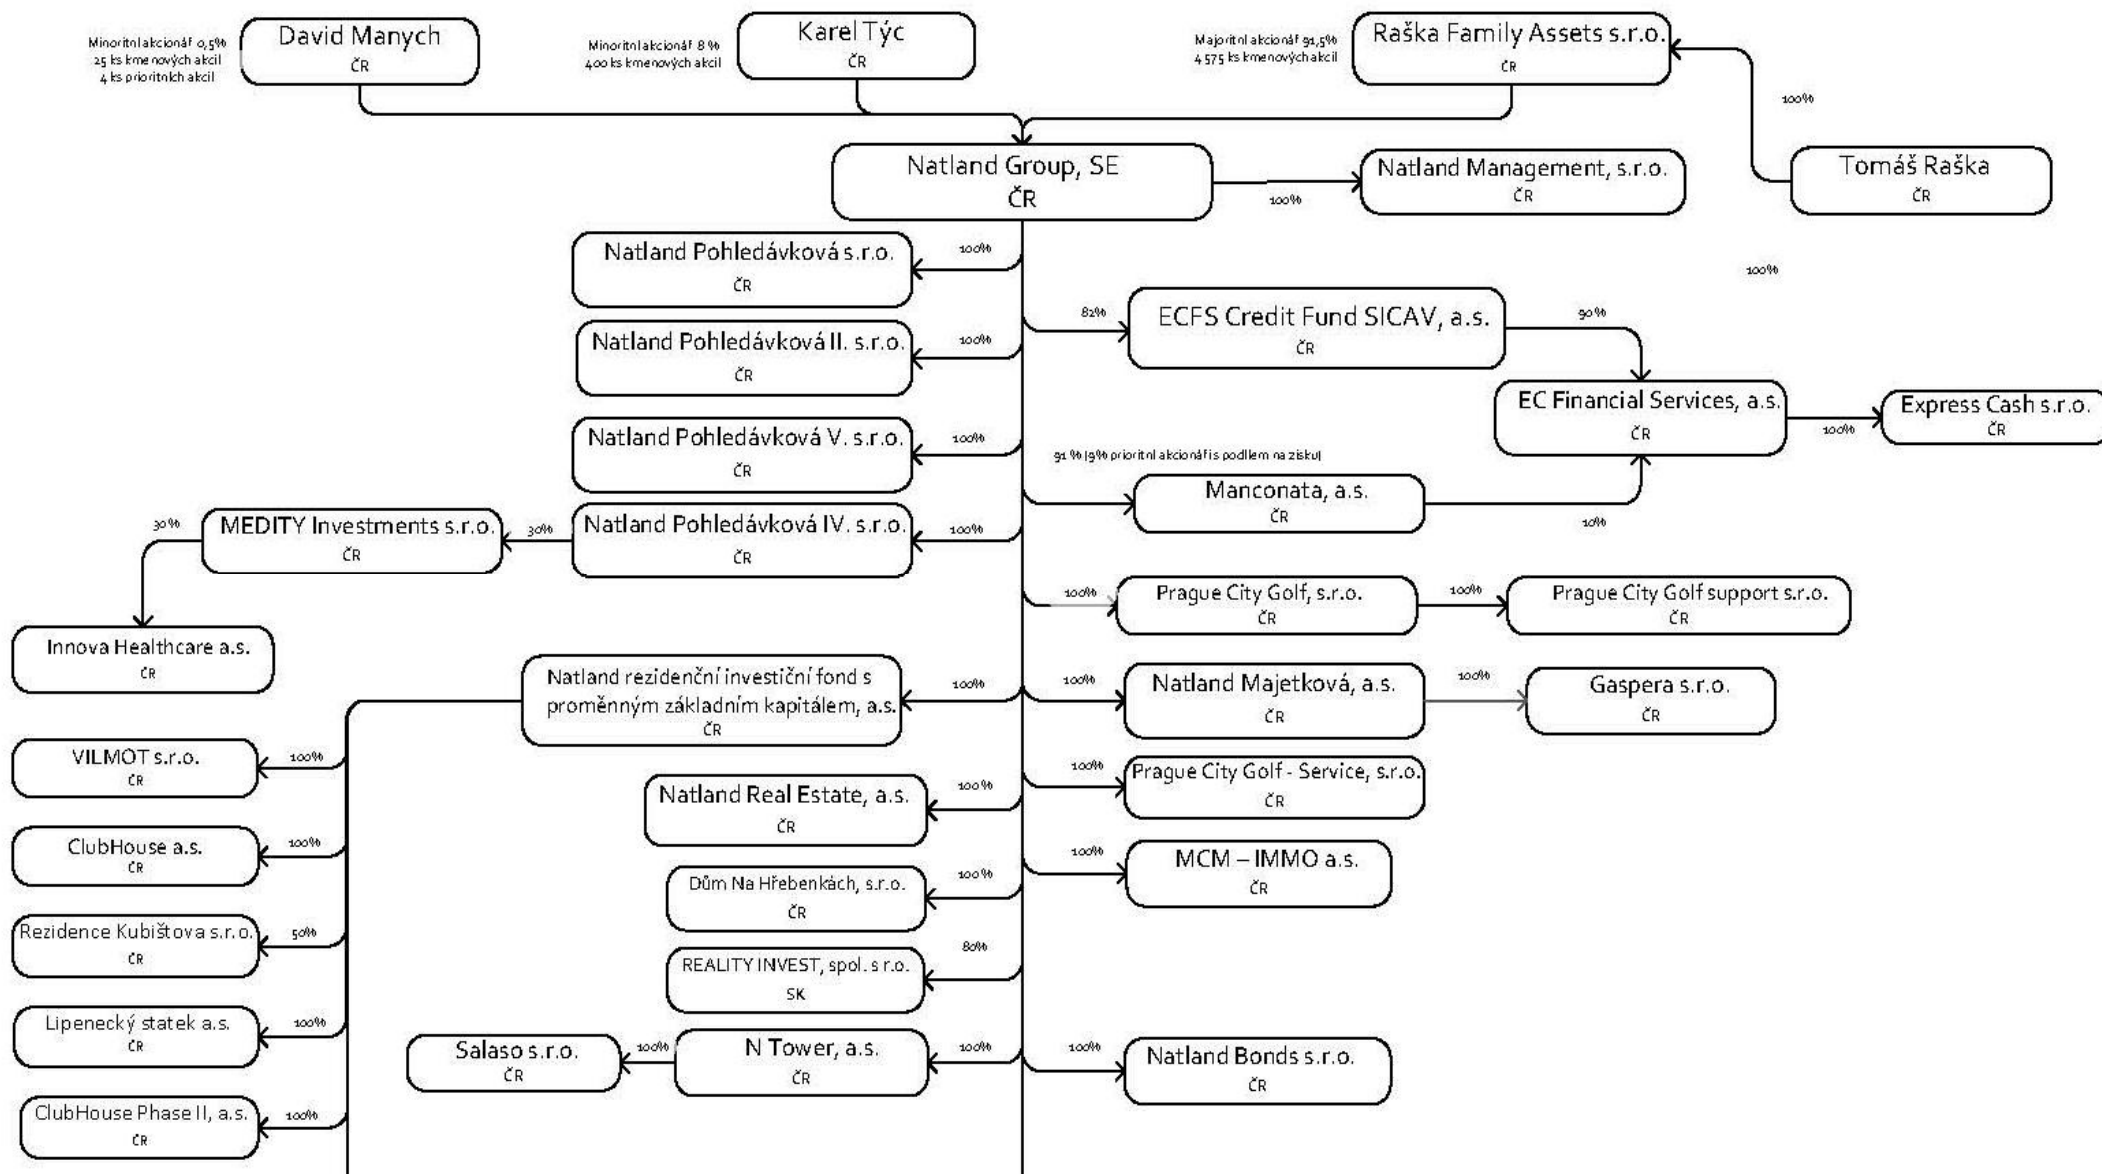 Minoritní akcionář 0,5%
25 ks kmenových akcií
4 ks prioritních akcií
David Manych
ČR
Minoritní akcionář 8 %
400 ks kmenových akcií
Karel Týc
ČR
Majoritní akcionář 91,5%
4 575 ks kmenových akcií
Raška Family Assets s.r.o.
ČR
100%
Natland Group, SE
ČR
100%
Natland Management, s.r.o.
ČR
Tomáš Raška
ČR
Natland Pohledávková s.r.o.
ČR
100%
100%
82%
ECFS Credit Fund SICAV, a.s.
ČR
90%
Natland Pohledávková II. s.r.o.
ČR
100%
EC Financial Services, a.s.
ČR
100%
Express Cash s.r.o.
ČR
Natland Pohledávková V. s.r.o.
ČR
100%
91 % (9% prioritní akcionáři s podílem na zisku)
Manconata, a.s.
ČR
10%
30%
MEDITY Investments s.r.o.
ČR
30%
Natland Pohledávková IV. s.r.o.
ČR
100%
100%
Prague City Golf, s.r.o.
ČR
100%
Prague City Golf support s.r.o.
ČR
Innova Healthcare a.s.
ČR
Natland rezidenční investiční fond s
proměnným základním kapitálem, a.s.
ČR
100%
100%
Natland Majetková, a.s.
ČR
100%
Gaspera s.r.o.
ČR
VILMOT s.r.o.
ČR
100%
Natland Real Estate, a.s.
ČR
100%
100%
Prague City Golf - Service, s.r.o.
ČR
ClubHouse a.s.
ČR
100%
Dům Na Hřebenkách, s.r.o.
ČR
100%
100%
MCM – IMMO a.s.
ČR
Rezidence Kubištova s.r.o.
ČR
50%
REALITY INVEST, spol. s r.o.
SK
80%
Lipenecký statek a.s.
ČR
100%
Salaso s.r.o.
ČR
100%
N Tower, a.s.
ČR
100%
100%
Natland Bonds s.r.o.
ČR
ClubHouse Phase II, a.s.
ČR
100%